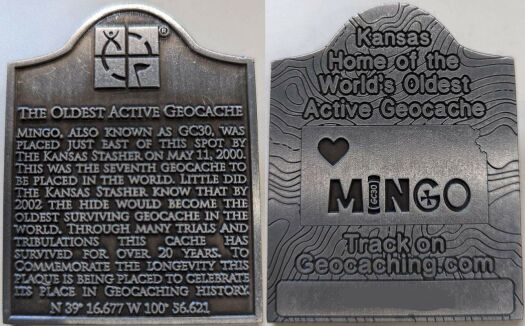 ®
THE OLDEST ACTIVE GEOCACHE
MINGO, ALSO KNOWN AS GC30, WAS
PLACED JUST EAST OF THIS SPOT BY
THE KANSAS STASHER ON MAY 11, 2000.
THIS WAS THE SEVENTH GEOCACHE TO
BE PLACED IN THE WORLD. LITTLE DID
THE KANSAS STASHER KNOW THAT BY
2002 THE HIDE WOULD BECOME THE
OLDEST SURVIVING GEOCACHE IN THE
WORLD. THROUGH MANY TRIALS AND
TRIBULATIONS THIS CACHE HAS
SURVIVED FOR OVER 20 YEARS. TO
COMMEMORATE THE LONGEVITY THIS
PLAQUE IS BEING PLACED TO CELEBRATE
ITS PLACE IN GEOCACHING HISTORY.
N 39° 16.677 W 100° 56.621
Kansas
Home of the
World's Oldest
Active Geocache
MINGO
GC30
Track on
Geocaching.com